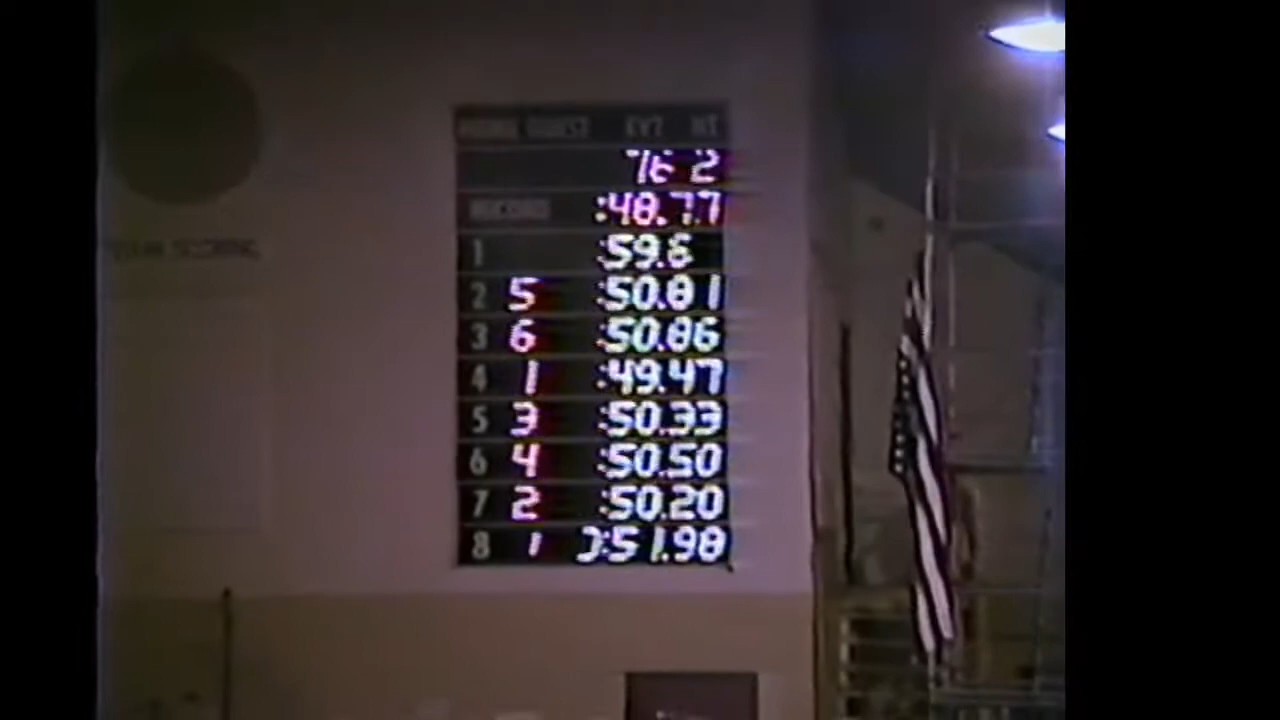 HOME GUEST EVT HT
76 2
RECORD :48.77
1 :59.6
2 5 :50.81
3 6 :50.86
4 1 :49.47
5 3 :50.33
6 4 :50.50
7 2 :50.20
8 1 :51.98
TEAM SCORING